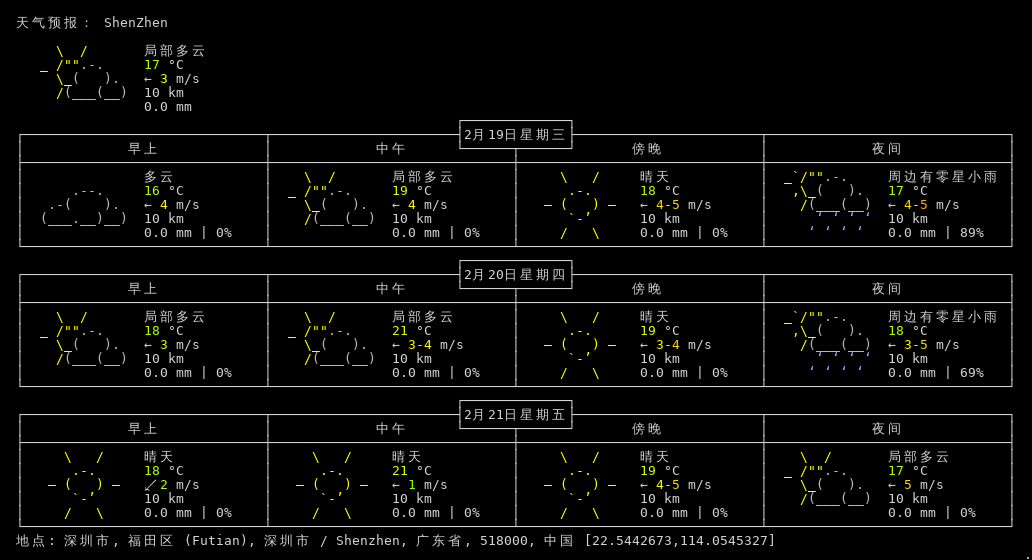 天气预报： ShenZhen
局部多云
17 °C
← 3 m/s
10 km
0.0 mm
2月19日星期三
早上 中午 傍晚 夜间
多云 局部多云 晴天 周边有零星小雨
16 °C 19 °C 18 °C 17 °C
← 4 m/s ← 4 m/s ← 4-5 m/s ← 4-5 m/s
10 km 10 km 10 km 10 km
0.0 mm | 0% 0.0 mm | 0% 0.0 mm | 0% 0.0 mm | 89%
2月20日星期四
早上 中午 傍晚 夜间
局部多云 局部多云 晴天 周边有零星小雨
18 °C 21 °C 19 °C 18 °C
← 3 m/s ← 3-4 m/s ← 3-4 m/s ← 3-5 m/s
10 km 10 km 10 km 10 km
0.0 mm | 0% 0.0 mm | 0% 0.0 mm | 0% 0.0 mm | 69%
2月21日星期五
早上 中午 傍晚 夜间
晴天 晴天 晴天 局部多云
18 °C 21 °C 19 °C 17 °C
↙ 2 m/s ← 1 m/s ← 4-5 m/s ← 5 m/s
10 km 10 km 10 km 10 km
0.0 mm | 0% 0.0 mm | 0% 0.0 mm | 0% 0.0 mm | 0%
地点: 深圳市, 福田区 (Futian), 深圳市 / Shenzhen, 广东省, 518000, 中国 [22.5442673,114.0545327]